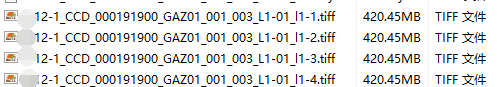 12-1_CCD_000191900_GAZ01_001_003_L1-01_l1-1.tiff 420.45MB TIFF 文件
12-1_CCD_000191900_GAZ01_001_003_L1-01_l1-2.tiff 420.45MB TIFF 文件
12-1_CCD_000191900_GAZ01_001_003_L1-01_l1-3.tiff 420.45MB TIFF 文件
12-1_CCD_000191900_GAZ01_001_003_L1-01_l1-4.tiff 420.45MB TIFF 文件